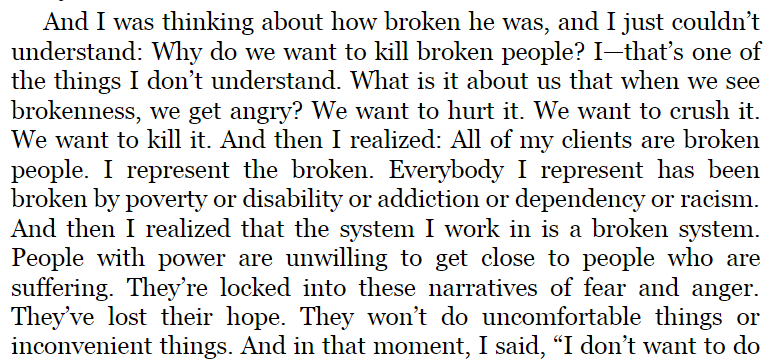 And I was thinking about how broken he was, and I just couldn’t
understand: Why do we want to kill broken people? I—that’s one of
the things I don’t understand. What is it about us that when we see
brokenness, we get angry? We want to hurt it. We want to crush it.
We want to kill it. And then I realized: All of my clients are broken
people. I represent the broken. Everybody I represent has been
broken by poverty or disability or addiction or dependency or racism.
And then I realized that the system I work in is a broken system.
People with power are unwilling to get close to people who are
suffering. They’re locked into these narratives of fear and anger.
They’ve lost their hope. They won’t do uncomfortable things or
inconvenient things. And in that moment, I said, “I don’t want to do